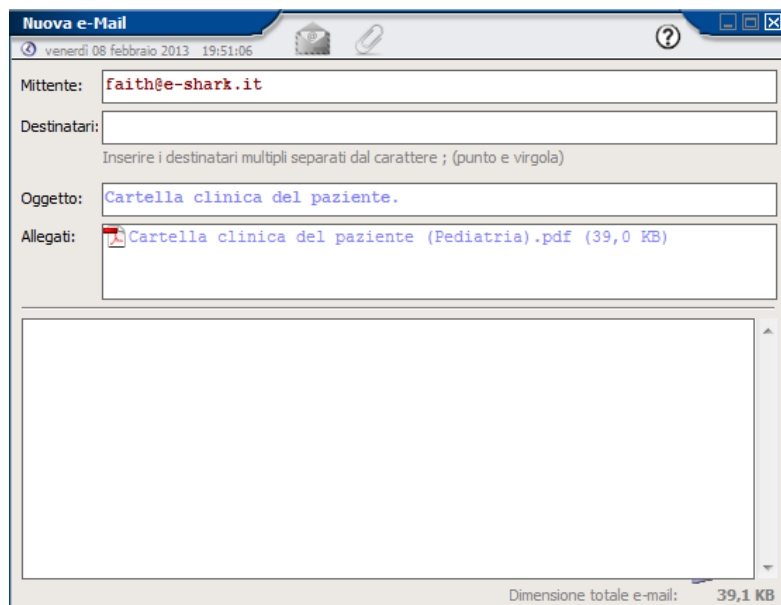 Nuova e-Mail
venerdì 08 febbraio 2013 19:51:06
Mittente: faith@e-shark.it
Destinatari:
Inserire i destinatari multipli separati dal carattere ; (punto e virgola)
Oggetto: Cartella clinica del paziente.
Allegati: Cartella clinica del paziente (Pediatria).pdf (39,0 KB)
Dimensione totale e-mail: 39,1 KB